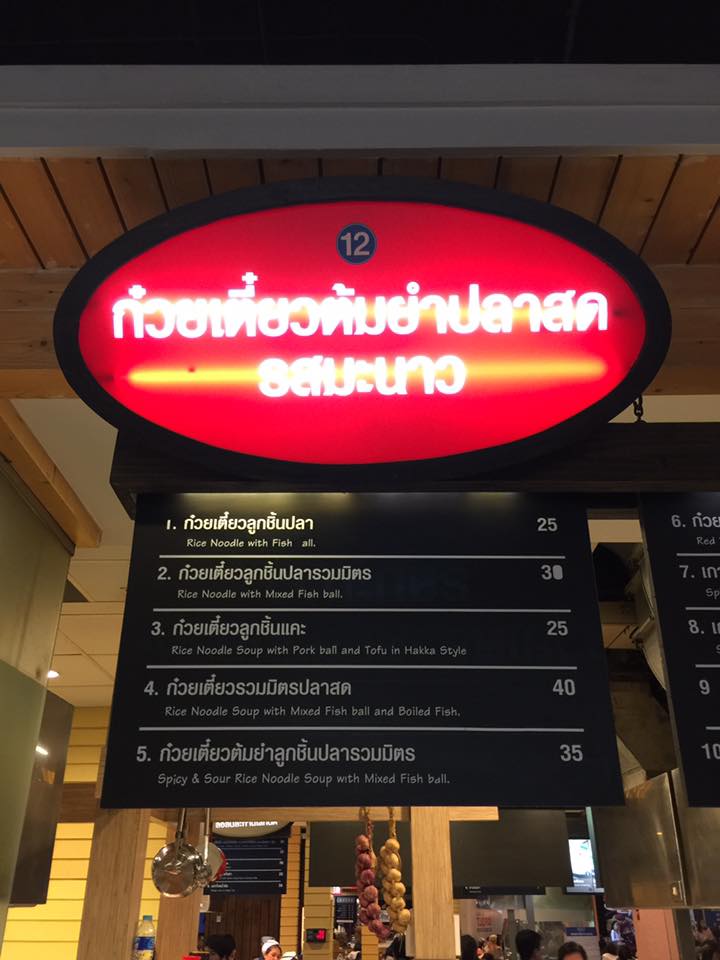 12
ก๋วยเตี๋ยวต้มยำปลาสด
รสมะนาว
1. ก๋วยเตี๋ยวลูกชิ้นปลา 25
Rice Noodle with Fish all.
2. ก๋วยเตี๋ยวลูกชิ้นปลารวมมิตร 30
Rice Noodle with Mixed Fish ball.
3. ก๋วยเตี๋ยวลูกชิ้นแคะ 25
Rice Noodle Soup with Pork ball and Tofu in Hakka Style
4. ก๋วยเตี๋ยวรวมมิตรปลาสด 40
Rice Noodle Soup with Mixed Fish ball and Boiled Fish.
5. ก๋วยเตี๋ยวต้มยำลูกชิ้นปลารวมมิตร 35
Spicy & Sour Rice Noodle Soup with Mixed Fish ball.
6. ก๋วย
Red
7. เกา
Sp
8.
9
10